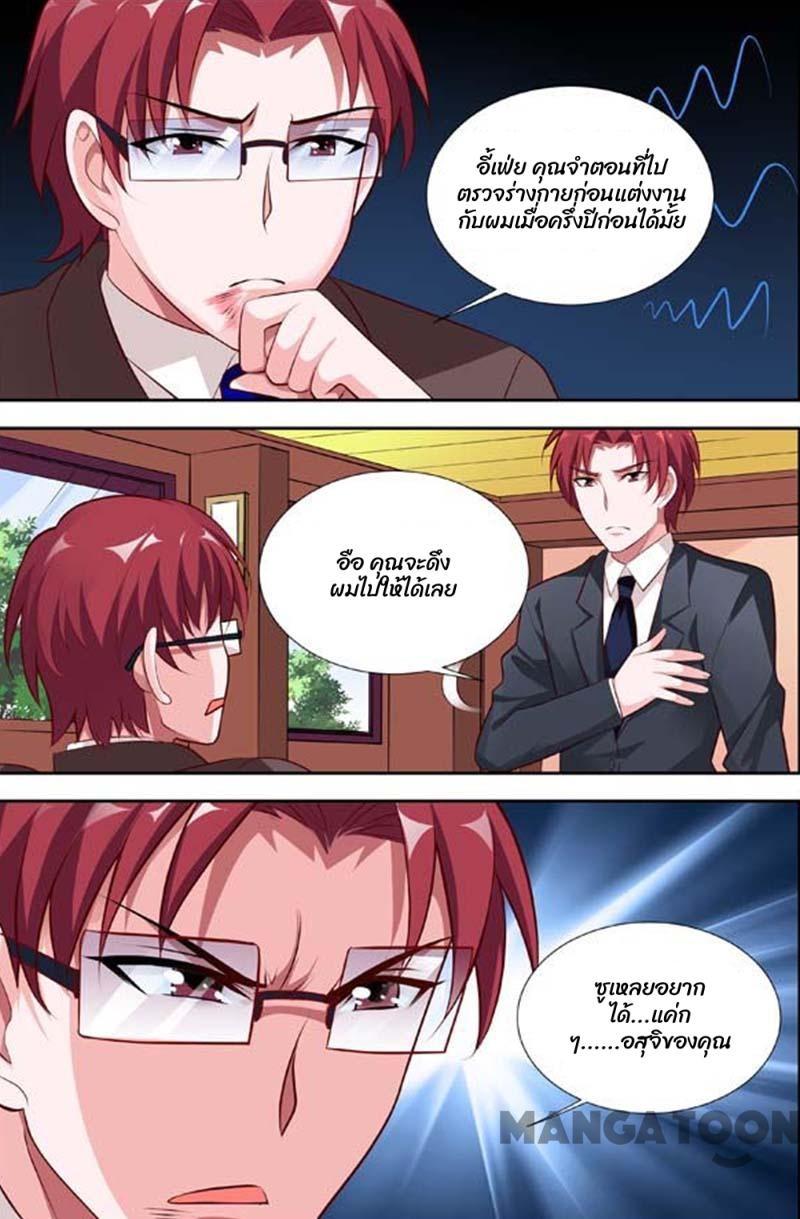 อี้เฟ่ย คุณจำตอนที่ไป
ตรวจร่างกายก่อนแต่งงาน
กับผมเมื่อครึ่งปีก่อนได้มั้ย
อือ คุณจะดึง
ผมไปให้ได้เลย
ซูเหลยอยาก
ได้...แค่ก
ๆ......อสุจิของคุณ
MANGATOON